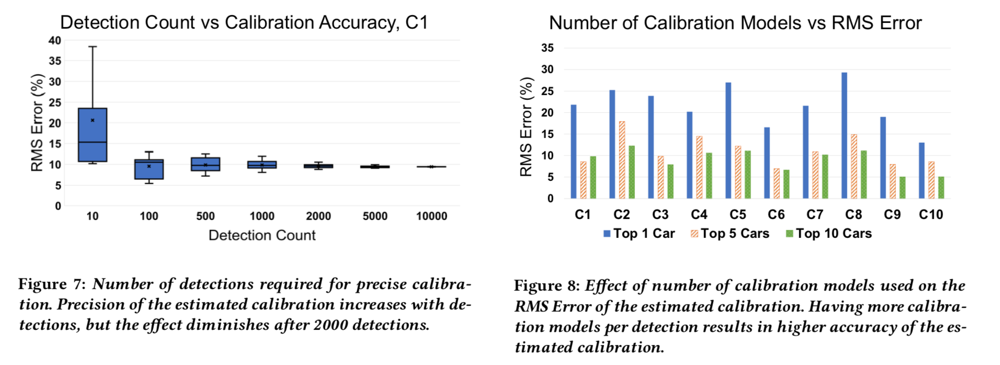 Detection Count vs Calibration Accuracy, C1
RMS Error (%)
40
35
30
25
20
15
10
5
0
10 100 500 1000 2000 5000 10000
Detection Count
Figure 7: Number of detections required for precise calibra-
tion. Precision of the estimated calibration increases with de-
tections, but the effect diminishes after 2000 detections.
Number of Calibration Models vs RMS Error
RMS Error (%)
35
30
25
20
15
10
5
0
C1 C2 C3 C4 C5 C6 C7 C8 C9 C10
Top 1 Car Top 5 Cars Top 10 Cars
Figure 8: Effect of number of calibration models used on the
RMS Error of the estimated calibration. Having more calibra-
tion models per detection results in higher accuracy of the es-
timated calibration.